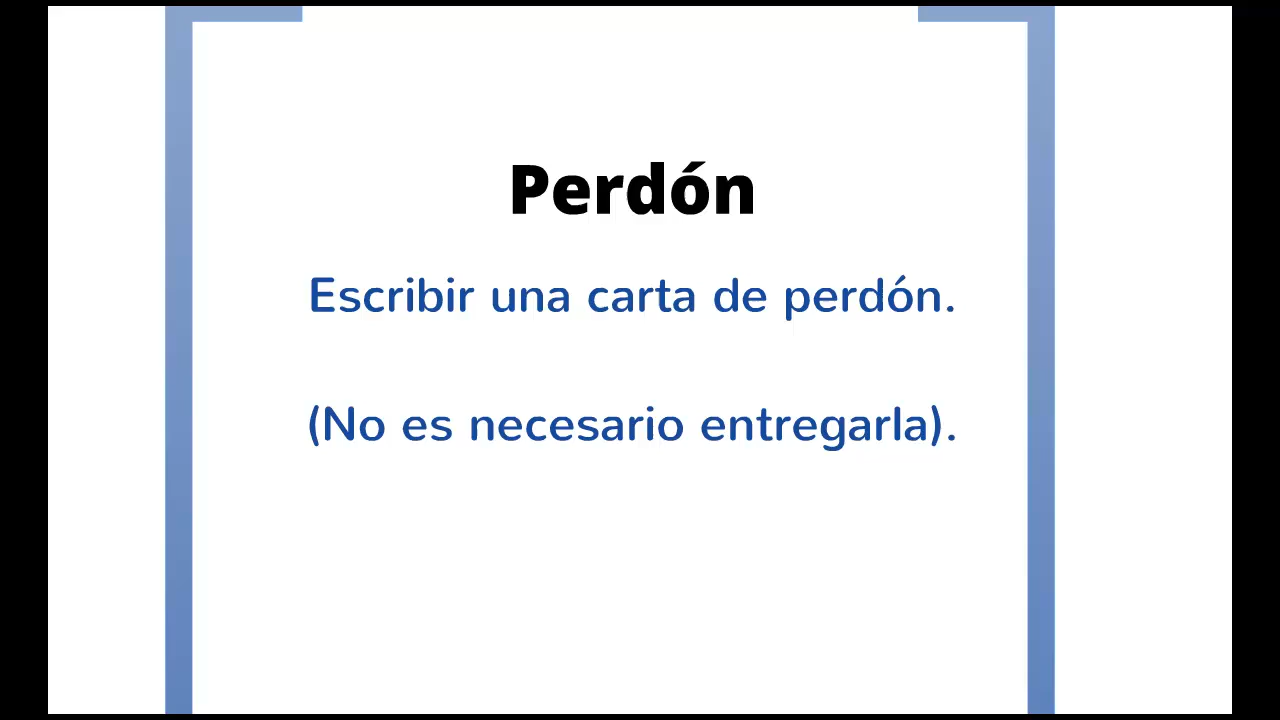 Perdón
Escribir una carta de perdón.
(No es necesario entregarla).